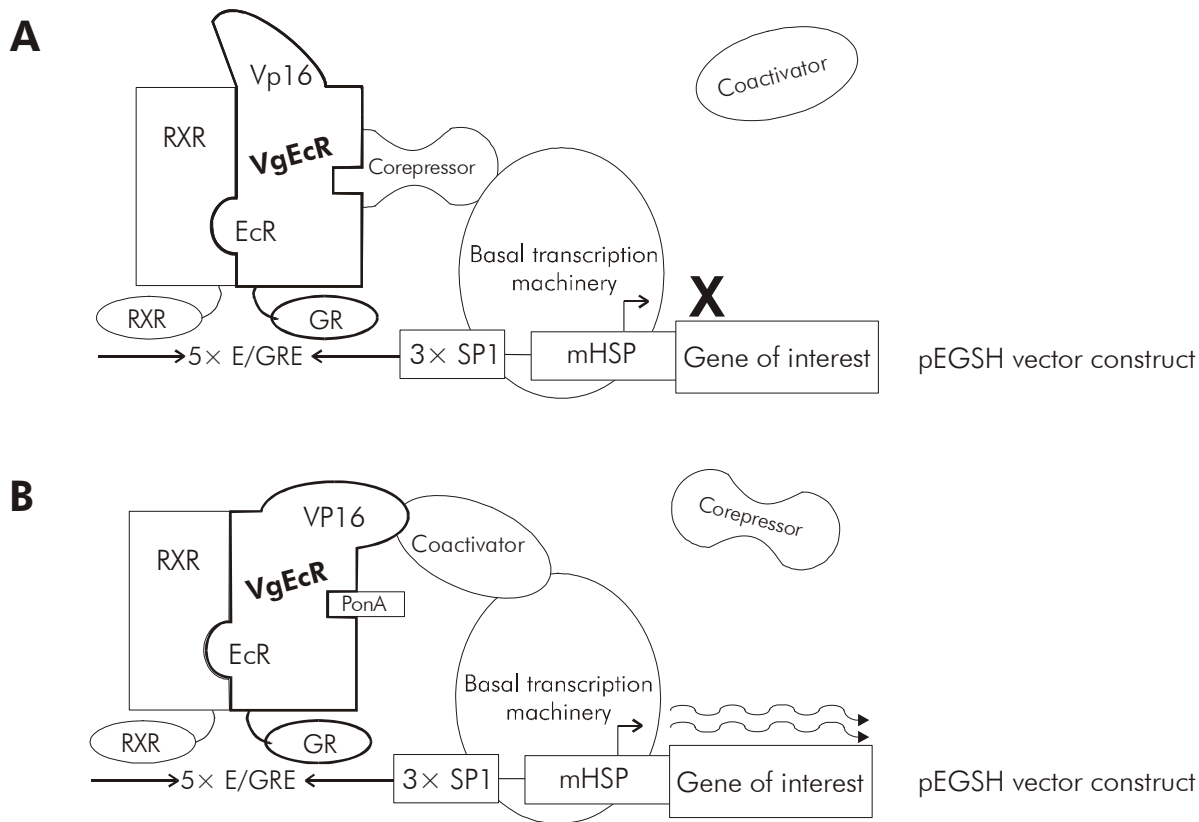 A
Vp16
Coactivator
RXR
VgEcR
Corepressor
EcR
Basal transcription
machinery
X
RXR
GR
5× E/GRE
3× SP1
mHSP
Gene of interest
pEGSH vector construct
B
VP16
Coactivator
Corepressor
RXR
VgEcR
PonA
EcR
Basal transcription
machinery
RXR
GR
5× E/GRE
3× SP1
mHSP
Gene of interest
pEGSH vector construct